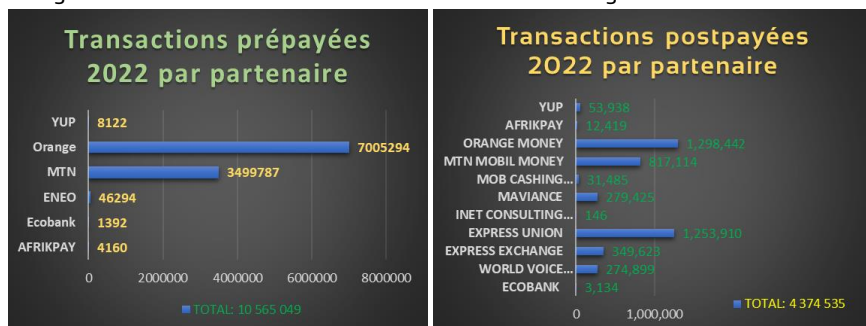 Transactions prépayées
2022 par partenaire
YUP 8122
Orange 7005294
MTN 3499787
ENEO 46294
Ecobank 1392
AFRIKPAY 4160
0 2000000 4000000 6000000 8000000
TOTAL: 10 565 049
Transactions postpayées
2O22 par partenaire
YUP 53,938
AFRIKPAY 12,419
ORANGE MONEY 1,298,442
MTN MOBIL MONEY 817,114
MOB CASHING... 31,485
MAVIANCE 279,425
INET CONSULTING... 146
EXPRESS UNION 1,253,910
EXPRESS EXCHANGE 349,623
WORLD VOICE... 274,899
ECOBANK 3,134
0 1,000,000
TOTAL: 4 374 535